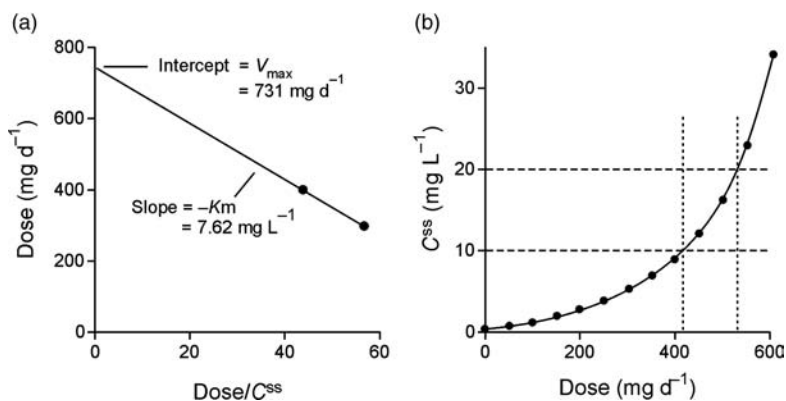 (a)
800
600
400
200
0
Dose (mg d⁻¹)
Intercept = Vmax
= 731 mg d⁻¹
Slope = –Km
= 7.62 mg L⁻¹
0 20 40 60
Dose/Cˢˢ
(b)
30
20
10
0
Cˢˢ (mg L⁻¹)
0 200 400 600
Dose (mg d⁻¹)